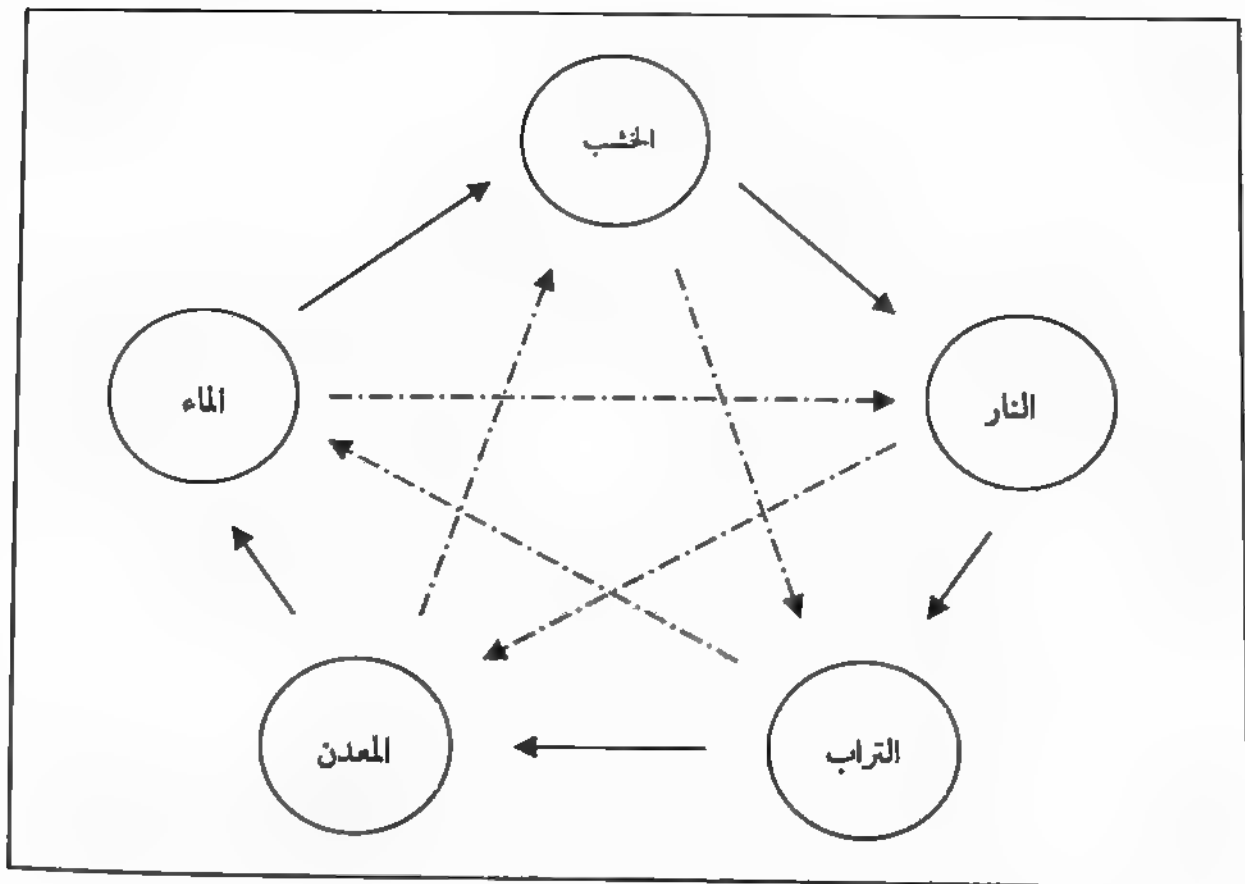 الخشب
النار
الماء
التراب
المعدن